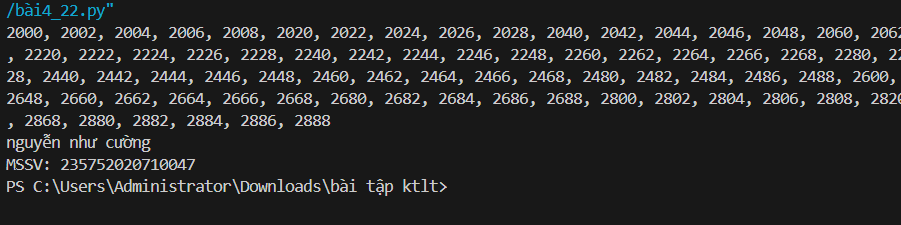 /bài4_22.py"
2000, 2002, 2004, 2006, 2008, 2020, 2022, 2024, 2026, 2028, 2040, 2042, 2044, 2046, 2048, 2060, 2062
, 2220, 2222, 2224, 2226, 2228, 2240, 2242, 2244, 2246, 2248, 2260, 2262, 2264, 2266, 2268, 2280, 22
28, 2440, 2442, 2444, 2446, 2448, 2460, 2462, 2464, 2466, 2468, 2480, 2482, 2484, 2486, 2488, 2600,
2648, 2660, 2662, 2664, 2666, 2668, 2680, 2682, 2684, 2686, 2688, 2800, 2802, 2804, 2806, 2808, 2820
, 2868, 2880, 2882, 2884, 2886, 2888
nguyễn như cường
MSSV: 235752020710047
PS C:\Users\Administrator\Downloads\bài tập ktlt>